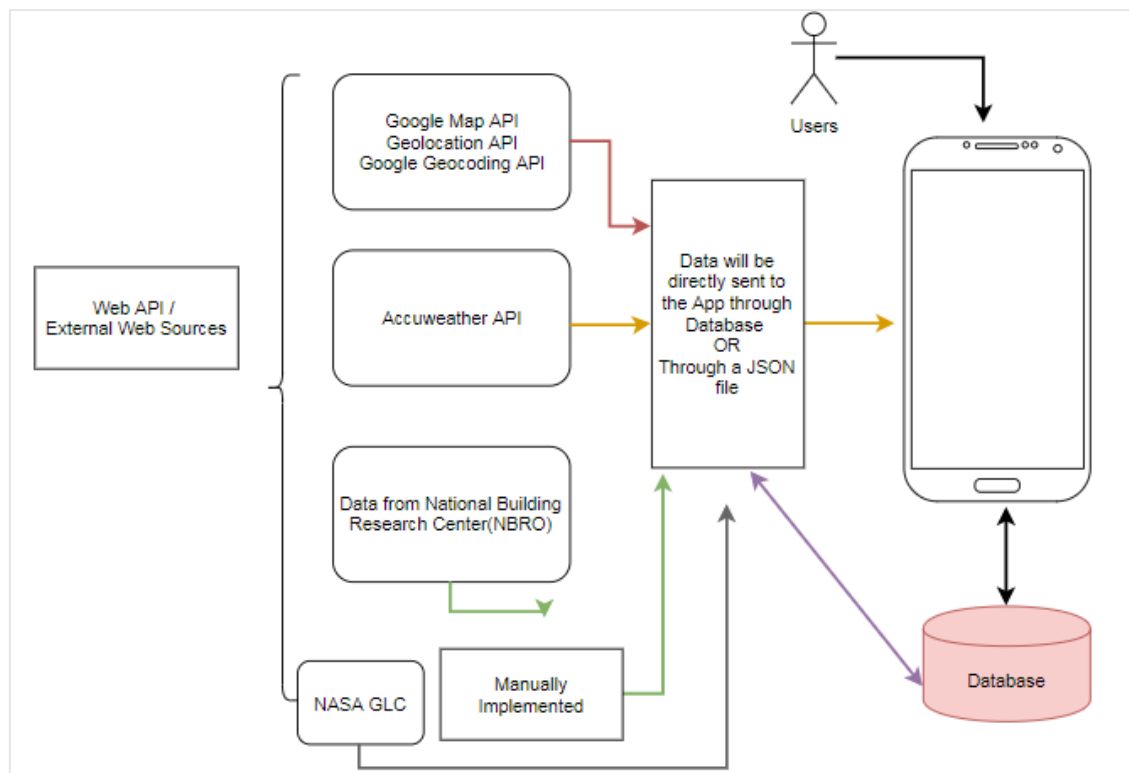 Users
Google Map API
Geolocation API
Google Geocoding API
Web API /
External Web Sources
Accuweather API
Data will be
directly sent to
the App through
Database
OR
Through a JSON
file
Data from National Building
Research Center(NBRO)
NASA GLC
Manually
Implemented
Database